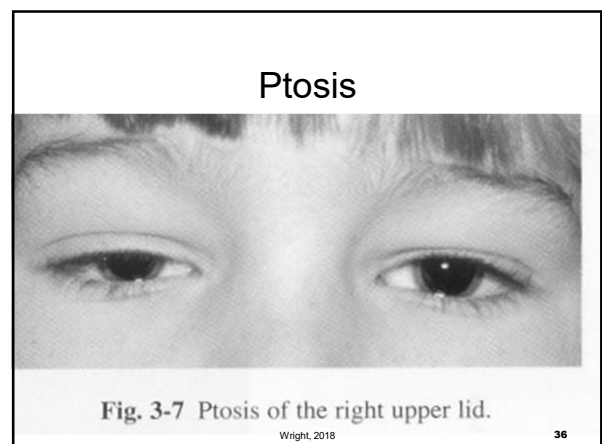 Ptosis
Fig. 3-7 Ptosis of the right upper lid.
Wright, 2018
36